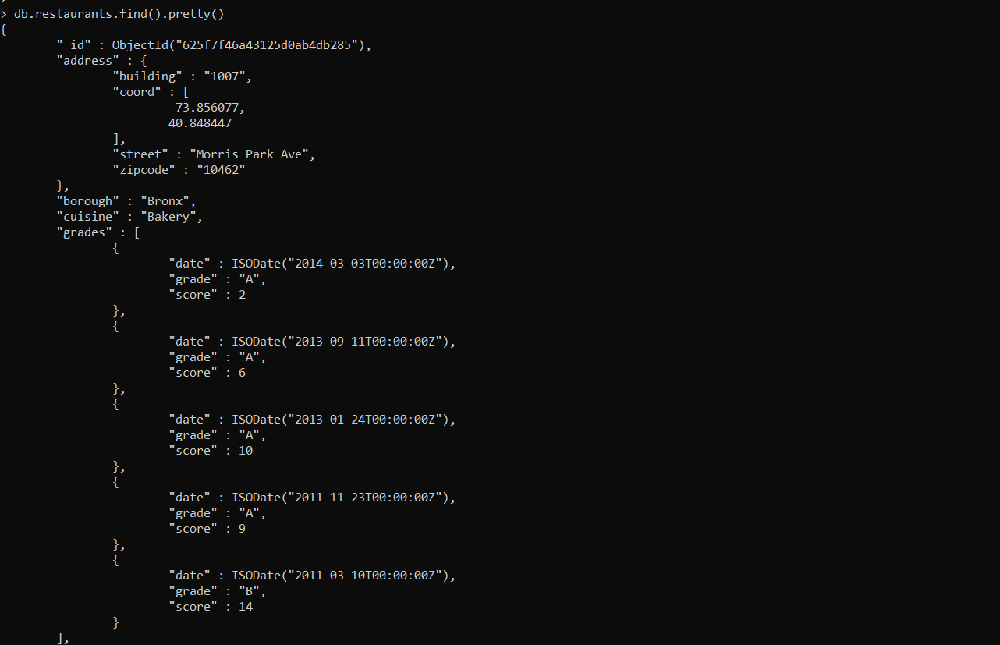 > db.restaurants.find().pretty()
{
"_id" : ObjectId("625f7f46a43125d0ab4db285"),
"address" : {
"building" : "1007",
"coord" : [
-73.856077,
40.848447
],
"street" : "Morris Park Ave",
"zipcode" : "10462"
},
"borough" : "Bronx",
"cuisine" : "Bakery",
"grades" : [
{
"date" : ISODate("2014-03-03T00:00:00Z"),
"grade" : "A",
"score" : 2
},
{
"date" : ISODate("2013-09-11T00:00:00Z"),
"grade" : "A",
"score" : 6
},
{
"date" : ISODate("2013-01-24T00:00:00Z"),
"grade" : "A",
"score" : 10
},
{
"date" : ISODate("2011-11-23T00:00:00Z"),
"grade" : "A",
"score" : 9
},
{
"date" : ISODate("2011-03-10T00:00:00Z"),
"grade" : "B",
"score" : 14
}
],